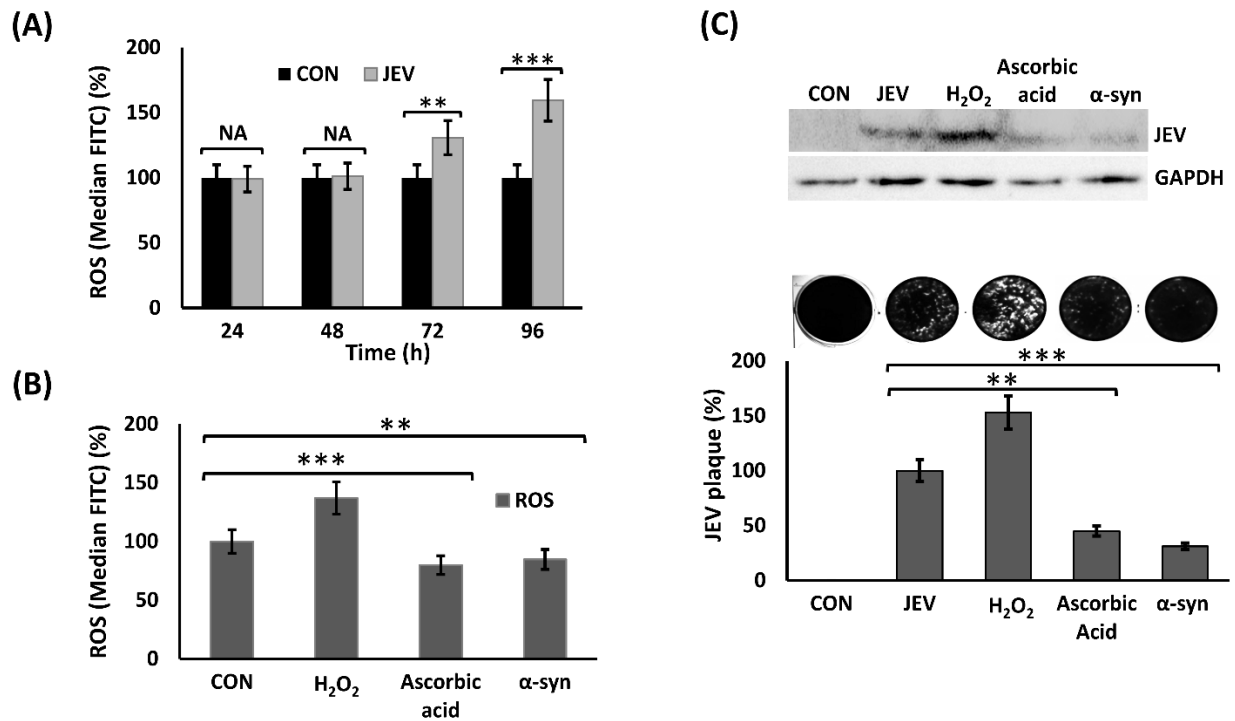 (A)
ROS (Median FITC) (%)
200
150
100
50
0
CON
JEV
NA
NA
**
***
24
48
72
96
Time (h)
(B)
ROS (Median FITC) (%)
200
150
100
50
0
**
***
ROS
CON
H₂O₂
Ascorbic
acid
α-syn
(C)
CON
JEV
H₂O₂
Ascorbic
acid
α-syn
JEV
GAPDH
JEV plaque (%)
200
150
100
50
0
***
**
CON
JEV
H₂O₂
Ascorbic
Acid
α-syn